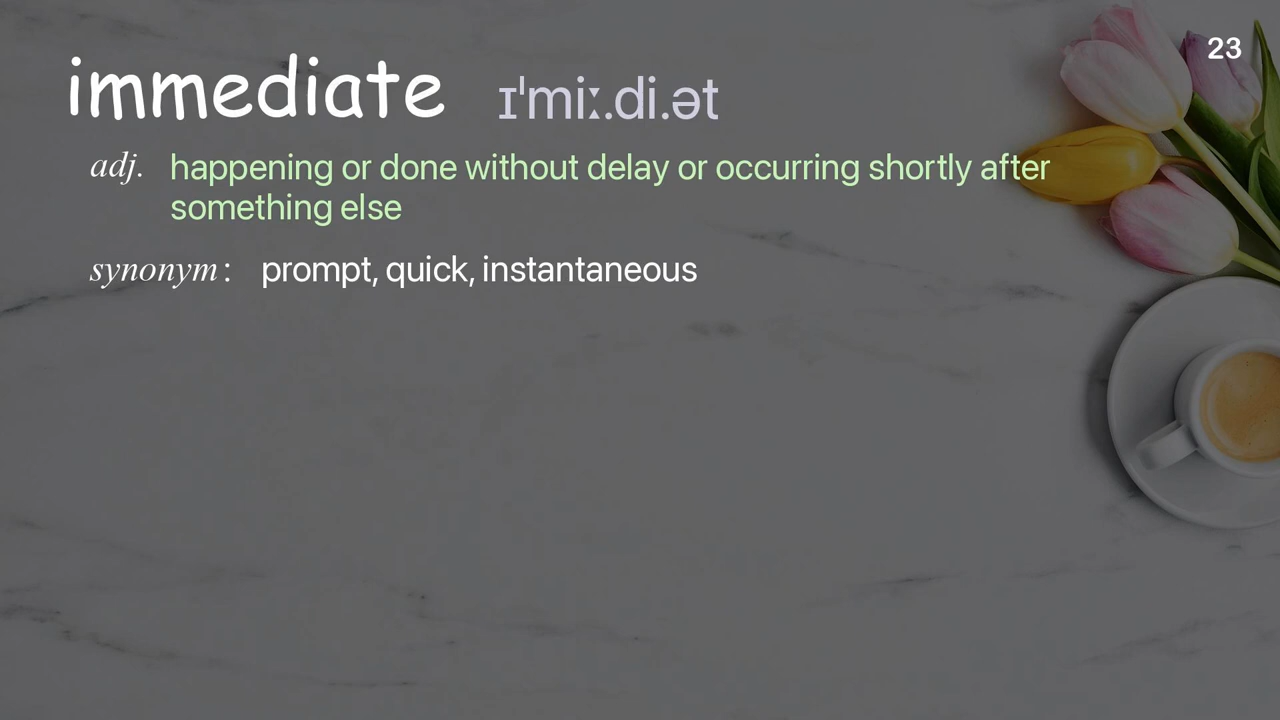 23
immediate ɪˈmiː.di.ət
adj. happening or done without delay or occurring shortly after
something else
synonym: prompt, quick, instantaneous